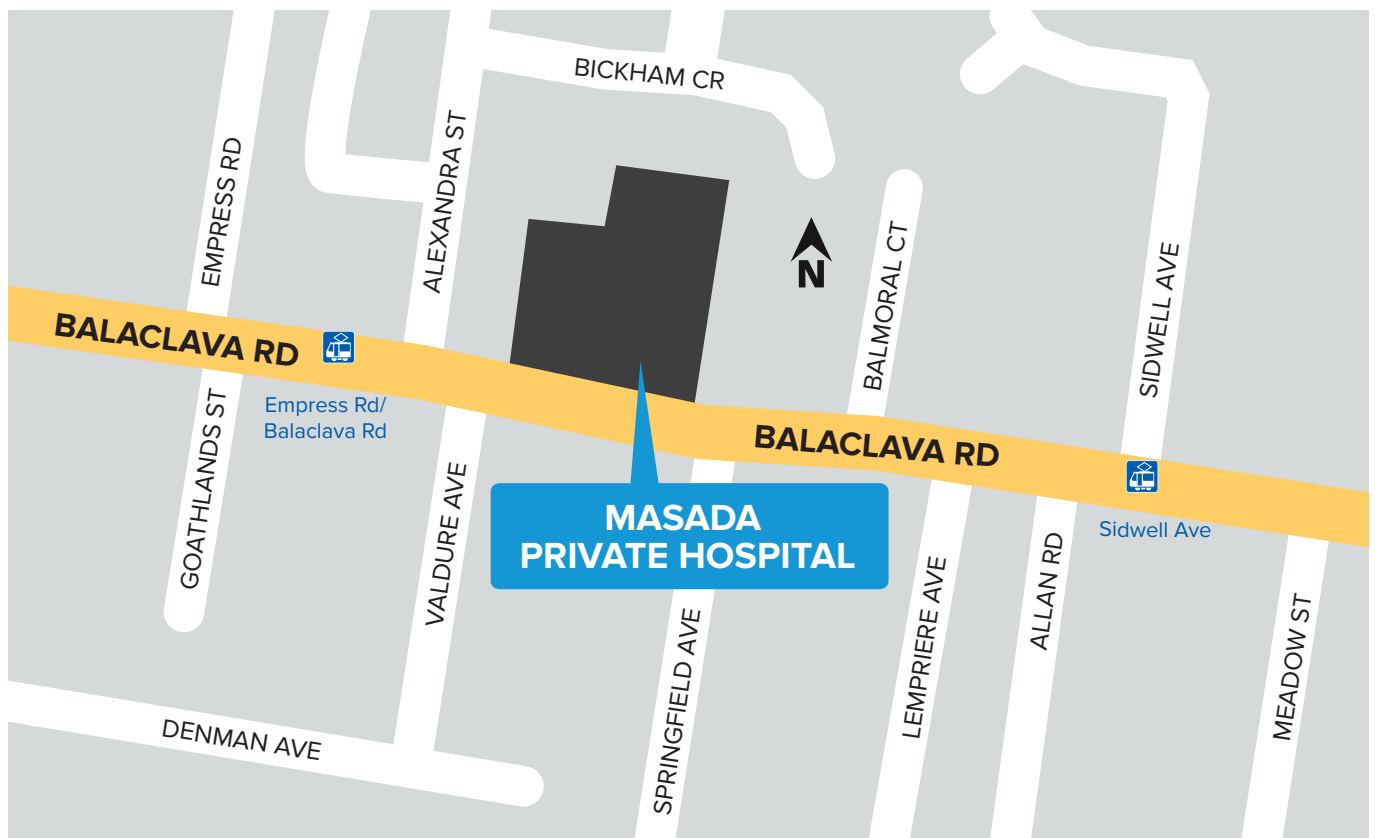 BICKHAM CR
EMPRESS RD
ALEXANDRA ST
BALMORAL CT
SIDWELL AVE
N
BALACLAVA RD
Empress Rd/
Balaclava Rd
BALACLAVA RD
GOATHLANDS ST
VALDURE AVE
MASADA
PRIVATE HOSPITAL
Sidwell Ave
SPRINGFIELD AVE
LEMPRIERE AVE
ALLAN RD
MEADOW ST
DENMAN AVE